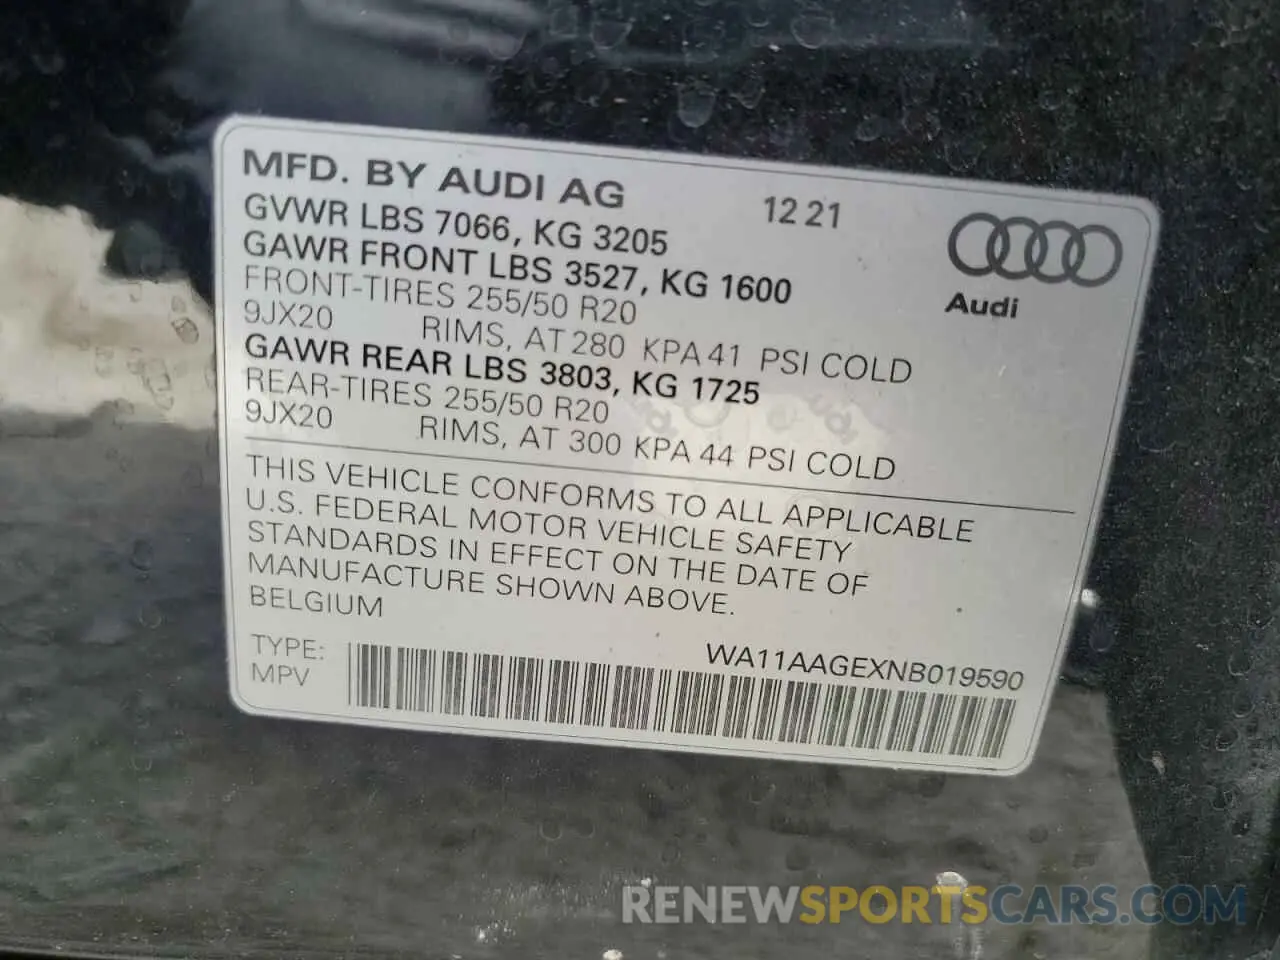 MFD. BY AUDI AG 12 21
GVWR LBS 7066, KG 3205
GAWR FRONT LBS 3527, KG 1600
FRONT-TIRES 255/50 R20
9JX20 RIMS, AT 280 KPA 41 PSI COLD
GAWR REAR LBS 3803, KG 1725
REAR-TIRES 255/50 R20
9JX20 RIMS, AT 300 KPA 44 PSI COLD
Audi
THIS VEHICLE CONFORMS TO ALL APPLICABLE
U.S. FEDERAL MOTOR VEHICLE SAFETY
STANDARDS IN EFFECT ON THE DATE OF
MANUFACTURE SHOWN ABOVE.
BELGIUM
TYPE:
MPV
WA11AAGEXNB019590
RENEWSPORTSCARS.COM